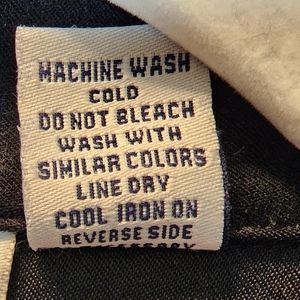 MACHINE WASH
COLD
DO NOT BLEACH
WASH WITH
SIMILAR COLORS
LINE DRY
COOL IRON ON
REVERSE SIDE